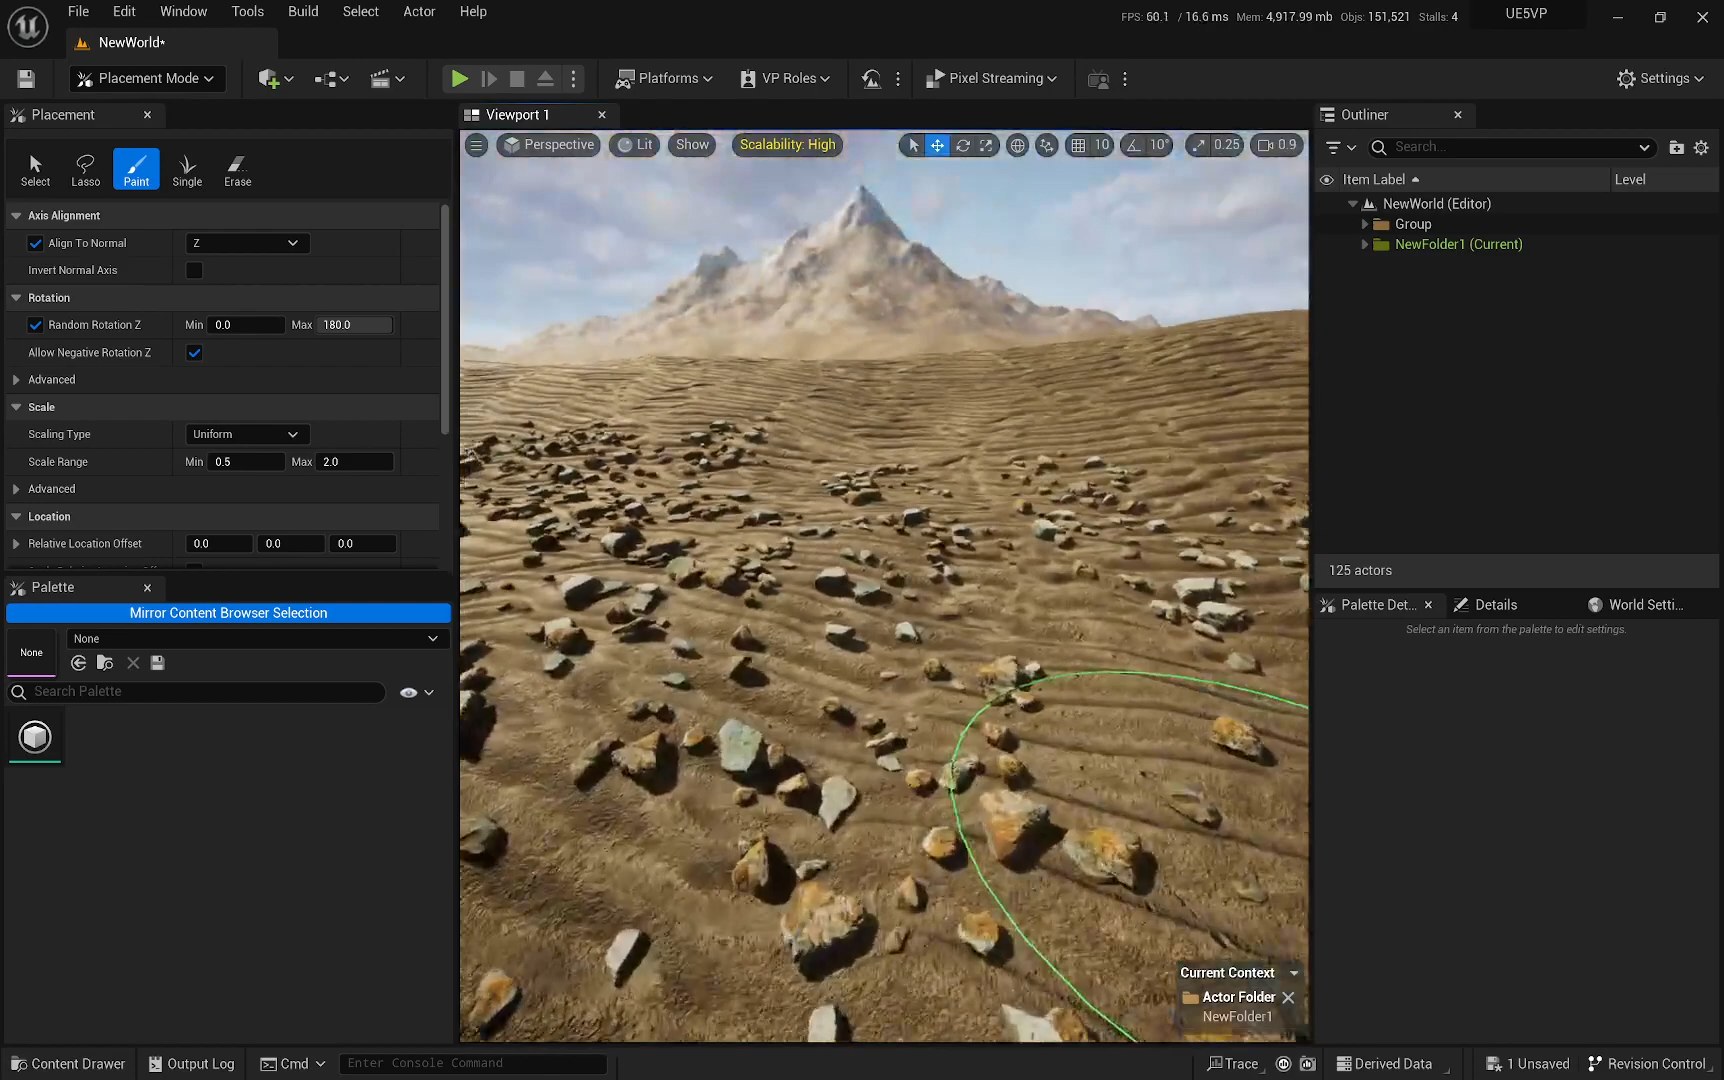 File Edit Window Tools Build Select Actor Help
FPS: 60.1 / 16.6 ms Mem: 4,917.99 mb Objs: 151,521 Stalls: 4 UE5VP
NewWorld*
Placement Mode Platforms VP Roles Pixel Streaming Settings
Placement
Select Lasso Paint Single Erase
Axis Alignment
Align To Normal Z
Invert Normal Axis
Rotation
Random Rotation Z Min 0.0 Max 180.0
Allow Negative Rotation Z
Advanced
Scale
Scaling Type Uniform
Scale Range Min 0.5 Max 2.0
Advanced
Location
Relative Location Offset 0.0 0.0 0.0
Palette
Mirror Content Browser Selection
None None
Search Palette
Viewport 1
Perspective Lit Show Scalability: High 10 10° 0.25 0.9
Current Context
Actor Folder
NewFolder1
Outliner
Search...
Item Label Level
NewWorld (Editor)
Group
NewFolder1 (Current)
125 actors
Palette Det... Details World Setti...
Select an item from the palette to edit settings.
Content Drawer Output Log Cmd Enter Console Command Trace Derived Data 1 Unsaved Revision Control